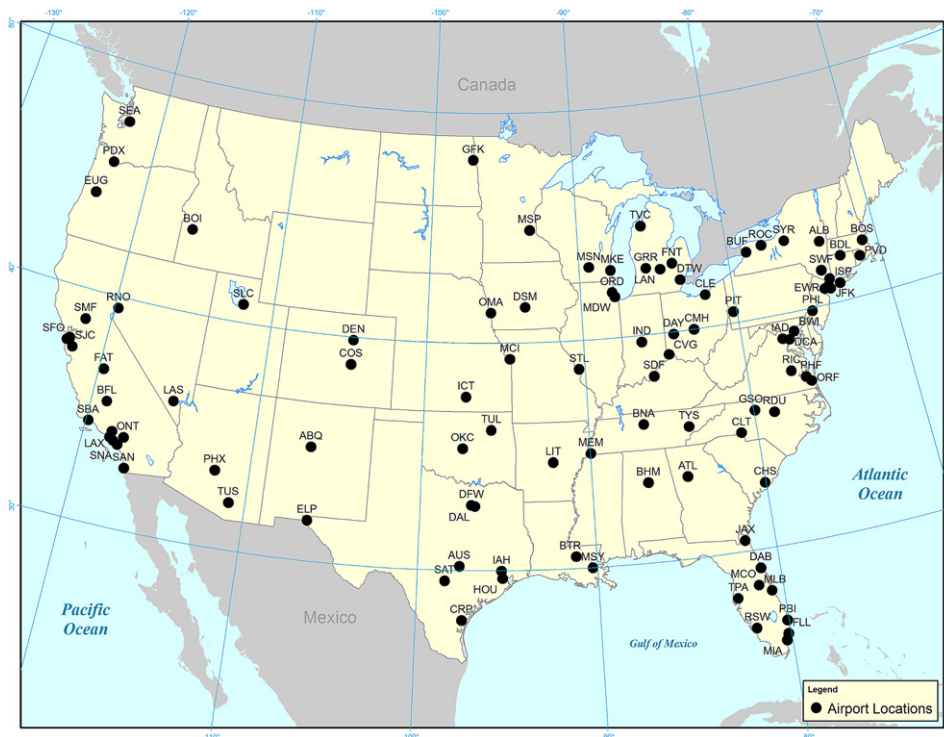 -130°
-120°
-110°
-100°
-90°
-80°
-70°
50°
Canada
SEA
PDX
GFK
EUG
BOI
MSP
TVC
BUF
ROC
SYR
ALB
BOS
BDL
PVD
MSN
MKE
GRR
FNT
LAN
DTW
SWF
ISP
40°
ORD
MDW
CLE
EWR
JFK
RNO
SLC
SMF
OMA
DSM
PIT
PHL
SFO
SJC
DEN
IND
DAY
CMH
IAD
BWI
DCA
COS
MCI
STL
CVG
RIC
PHF
ORF
FAT
SDF
BFL
LAS
ICT
GSO
RDU
SBA
TUL
BNA
TYS
CLT
ONT
LAX
ABQ
OKC
MEM
SNA
SAN
PHX
LIT
BHM
ATL
CHS
Atlantic
Ocean
TUS
DFW
DAL
30°
ELP
JAX
BTR
MSY
AUS
IAH
DAB
SAT
HOU
MCO
MLB
TPA
Pacific
Ocean
Mexico
CRP
PBI
RSW
FLL
Gulf of Mexico
MIA
Legend
Airport Locations
-110°
-100°
-90°
-80°